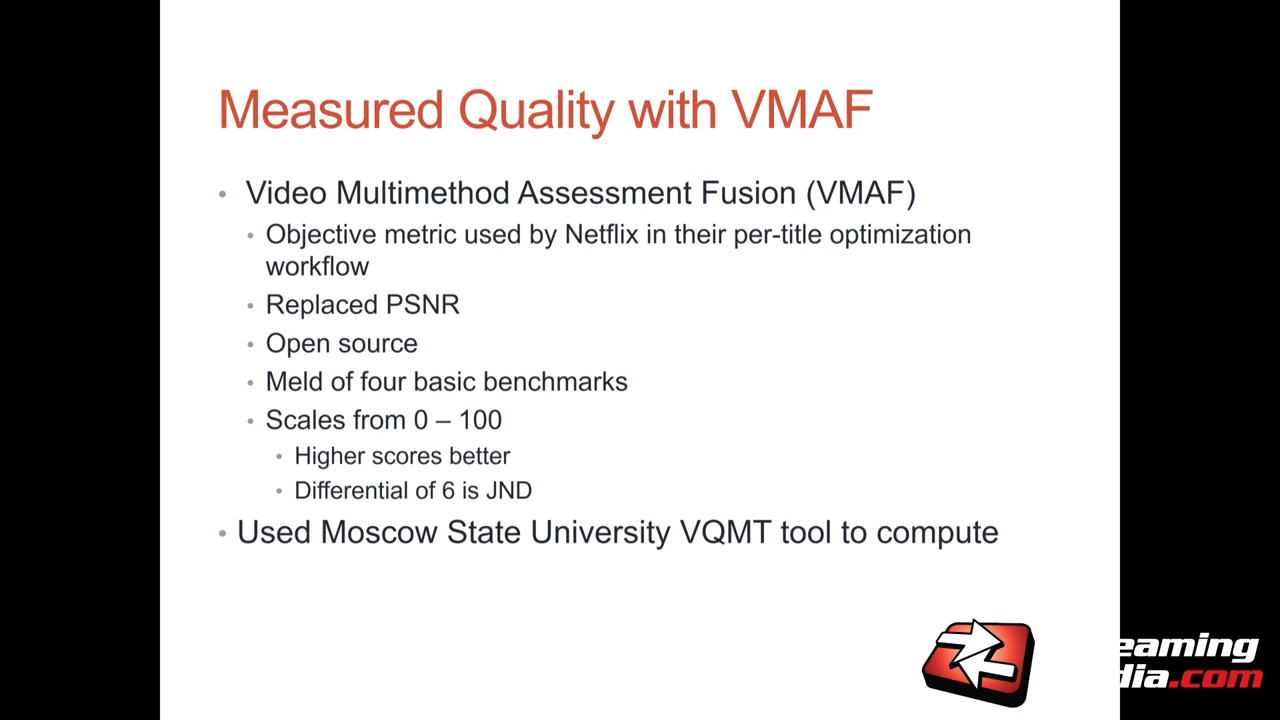 Measured Quality with VMAF
• Video Multimethod Assessment Fusion (VMAF)
• Objective metric used by Netflix in their per-title optimization
workflow
• Replaced PSNR
• Open source
• Meld of four basic benchmarks
• Scales from 0 – 100
• Higher scores better
• Differential of 6 is JND
• Used Moscow State University VQMT tool to compute
eaming
dia.com